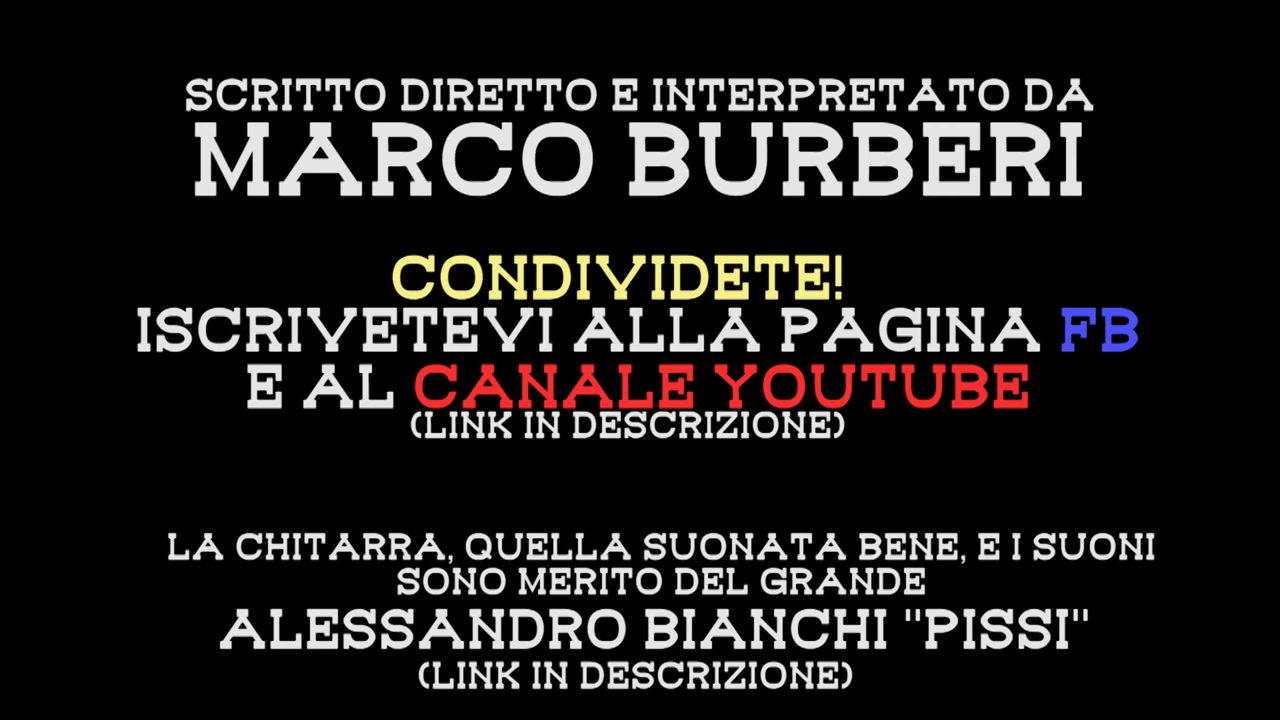 SCRITTO DIRETTO E INTERPRETATO DA
MARCO BURBERI
CONDIVIDETE!
ISCRIVETEVI ALLA PAGINA FB
E AL CANALE YOUTUBE
(LINK IN DESCRIZIONE)
LA CHITARRA, QUELLA SUONATA BENE, E I SUONI
SONO MERITO DEL GRANDE
ALESSANDRO BIANCHI "PISSI"
(LINK IN DESCRIZIONE)